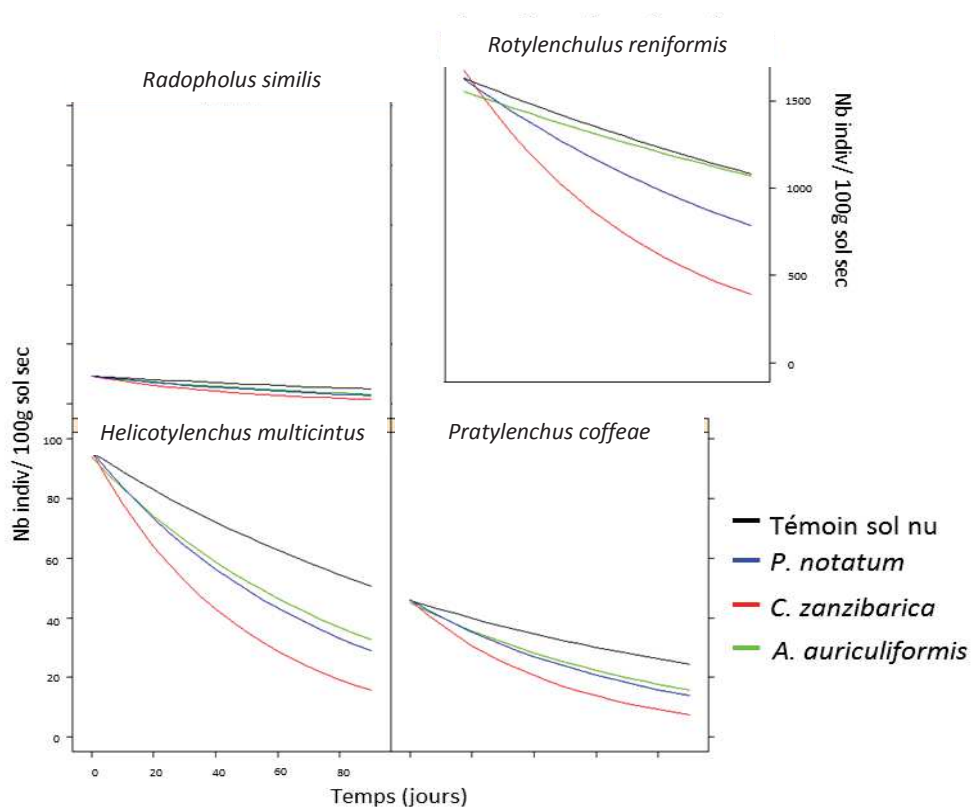 Rotylenchulus reniformis
Radopholus similis
1500
1000
500
0
Nb indiv/ 100g sol sec
Nb indiv/ 100g sol sec
Helicotylenchus multicintus
Pratylenchus coffeae
100
80
60
40
20
0
0 20 40 60 80
Temps (jours)
Témoin sol nu
P. notatum
C. zanzibarica
A. auriculiformis